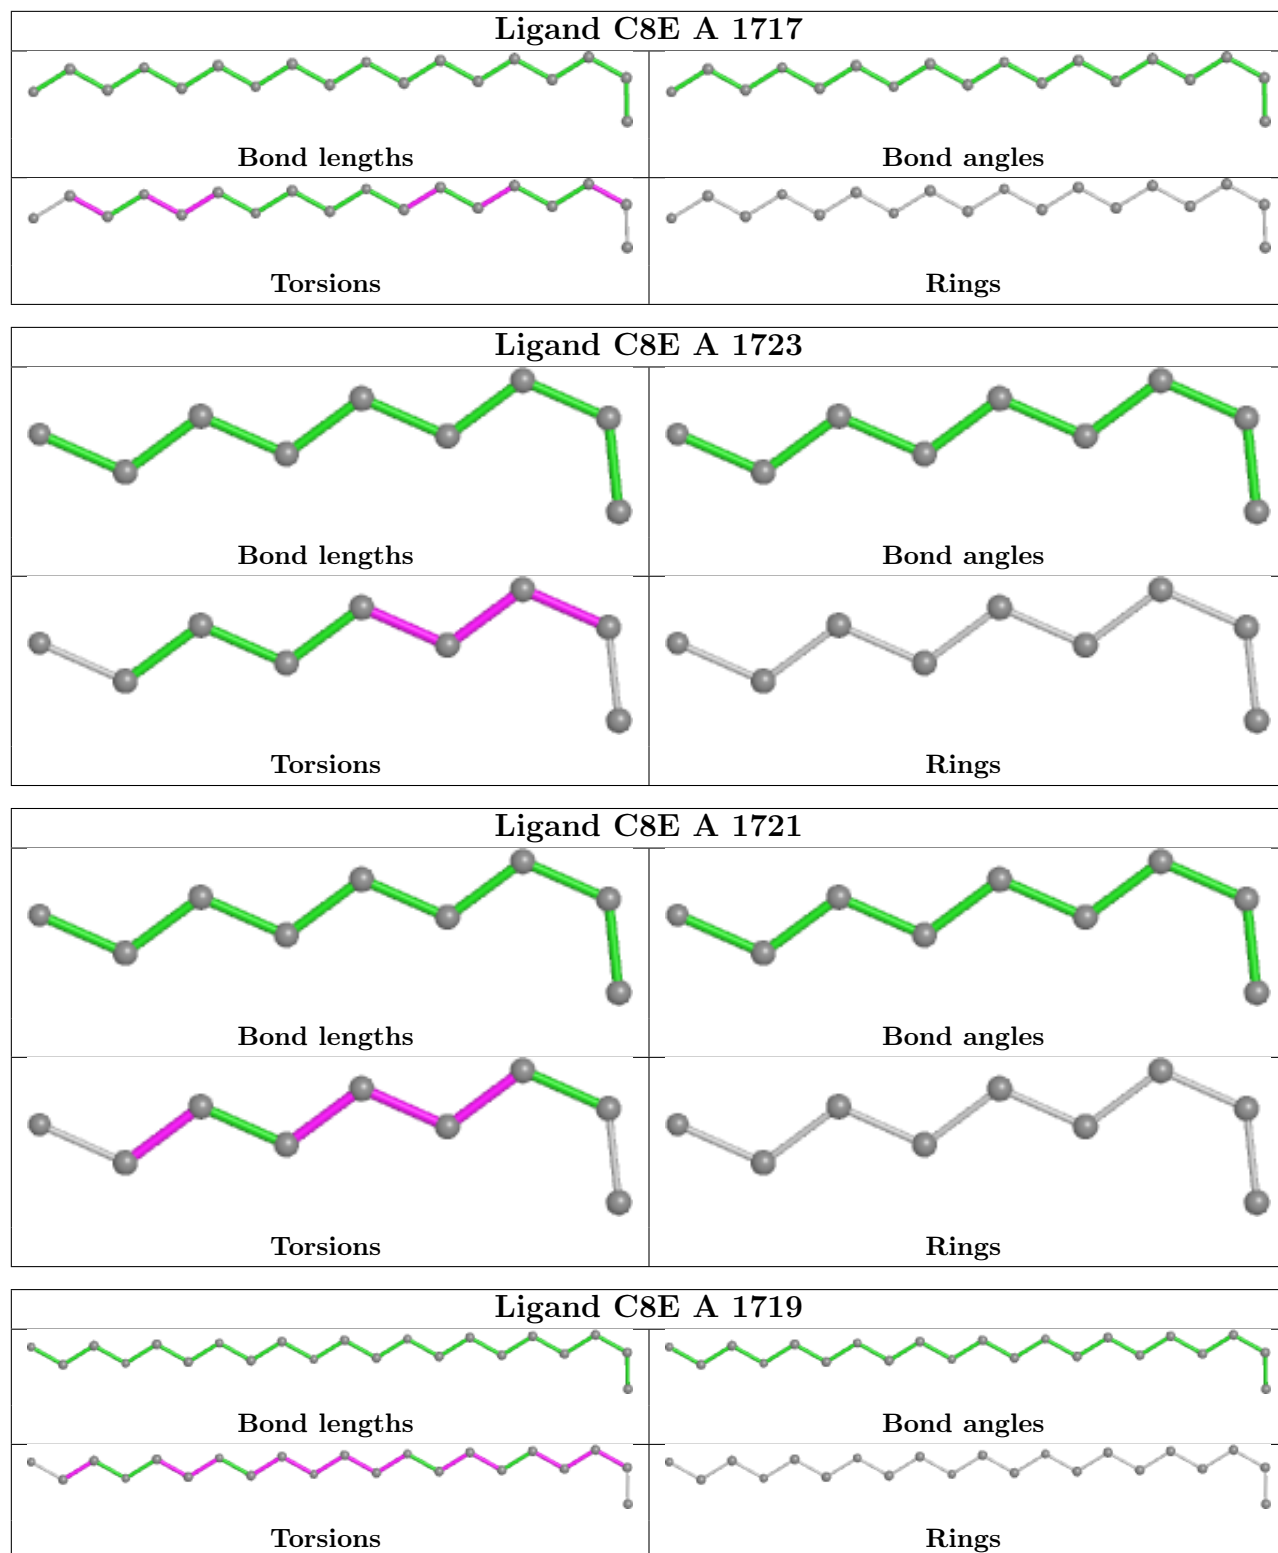 Ligand C8E A 1717
Bond lengths
Bond angles
Torsions
Rings
Ligand C8E A 1723
Bond lengths
Bond angles
Torsions
Rings
Ligand C8E A 1721
Bond lengths
Bond angles
Torsions
Rings
Ligand C8E A 1719
Bond lengths
Bond angles
Torsions
Rings